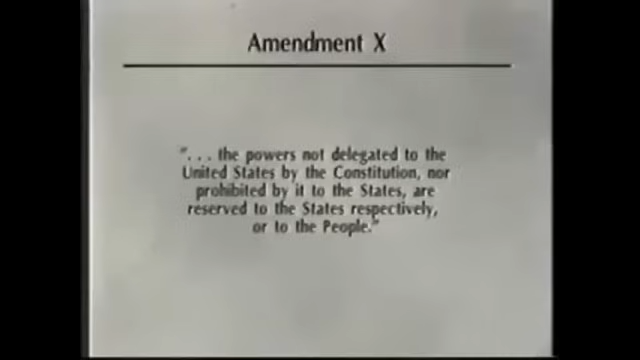 Amendment X
". . . the powers not delegated to the
United States by the Constitution, nor
prohibited by it to the States, are
reserved to the States respectively,
or to the People."